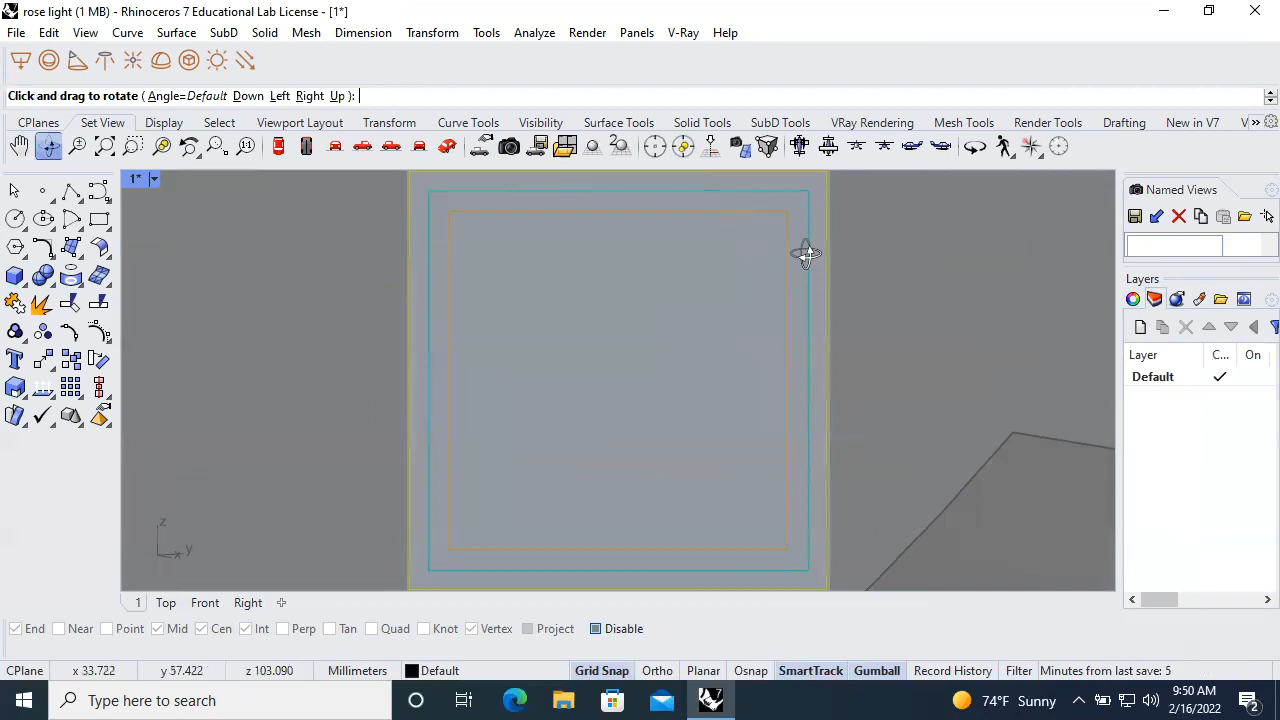 rose light (1 MB) - Rhinoceros 7 Educational Lab License - [1*]
File Edit View Curve Surface Solid SubD Mesh Dimension Transform Tools Analyze Render Panels V-Ray Help
Click and drag to rotate ( Angle=Default Down Left Right Up ):
CPlanes Set View Display Select Viewport Layout Transform Curve Tools Visibility Surface Tools Solid Tools SubD Tools VRay Rendering Mesh Tools Render Tools Drafting New in V7 V »
1*
Named Views
Layers
Layer C... On
Default
z
y
x
1 Top Front Right
End Near Point Mid Cen Int Perp Tan Quad Knot Vertex Project Disable
CPlane x 33.722 y 57.422 z 103.090 Millimeters Default Grid Snap Ortho Planar Osnap SmartTrack Gumball Record History Filter Minutes from last save: 5
Type here to search
74°F Sunny
9:50 AM
2/16/2022
2